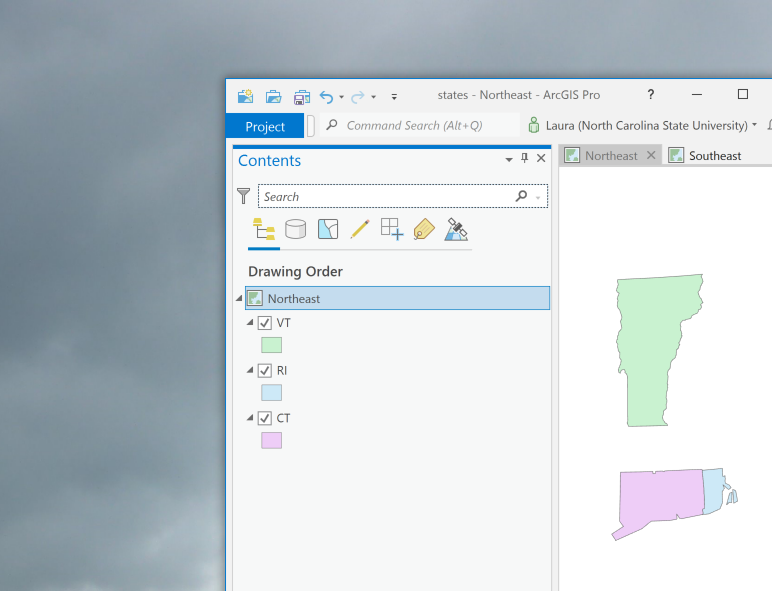 states - Northeast - ArcGIS Pro
?
Project
Command Search (Alt+Q)
Laura (North Carolina State University)
Contents
Northeast
Southeast
Search
Drawing Order
Northeast
VT
RI
CT